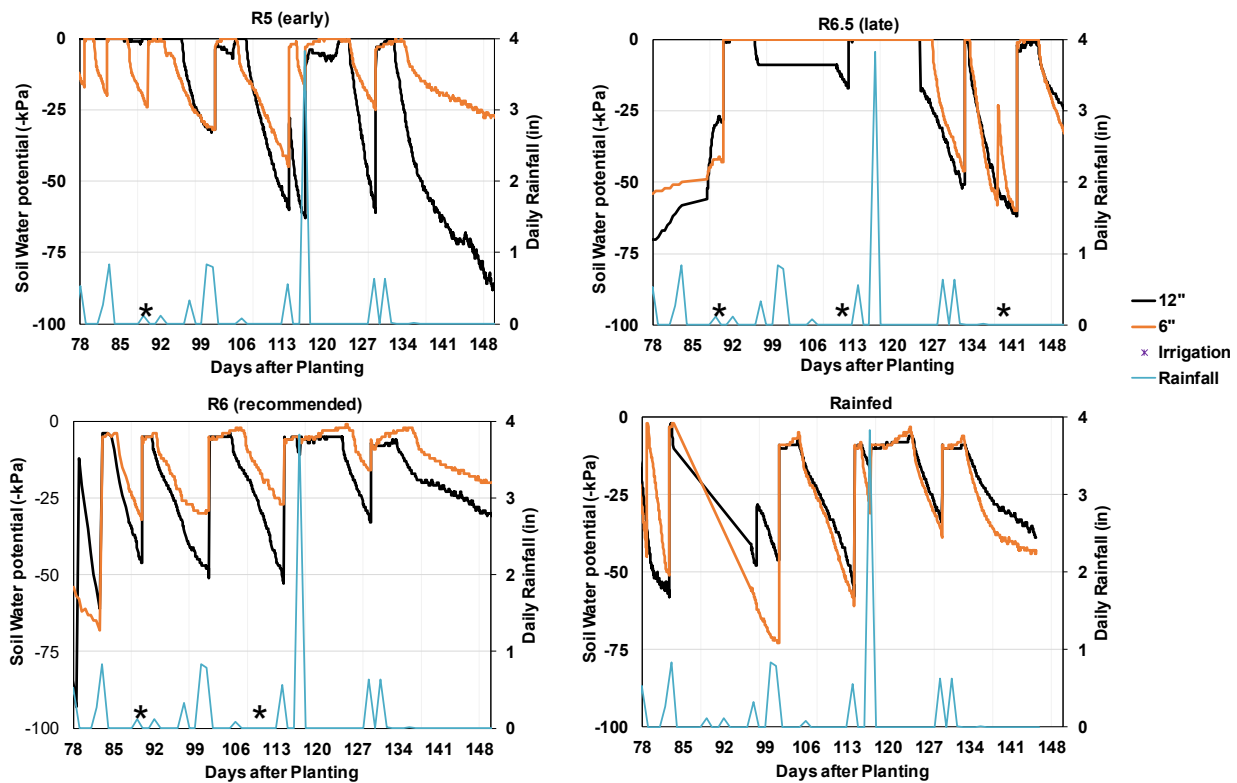 R5 (early)
Soil Water potential (-kPa)
0
-25
-50
-75
-100
4
3
2
1
0
Daily Rainfall (in)
78 85 92 99 106 113 120 127 134 141 148
Days after Planting
*
R6.5 (late)
Soil Water potential (-kPa)
0
-25
-50
-75
-100
4
3
2
1
0
Daily Rainfall (in)
78 85 92 99 106 113 120 127 134 141 148
Days after Planting
* * *
12"
6"
Irrigation
Rainfall
R6 (recommended)
Soil Water potential (-kPa)
0
-25
-50
-75
-100
4
3
2
1
0
Daily Rainfall (in)
78 85 92 99 106 113 120 127 134 141 148
Days after Planting
* *
Rainfed
Soil Water potential (-kPa)
0
-25
-50
-75
-100
4
3
2
1
0
Daily Rainfall (in)
78 85 92 99 106 113 120 127 134 141 148
Days after Planting